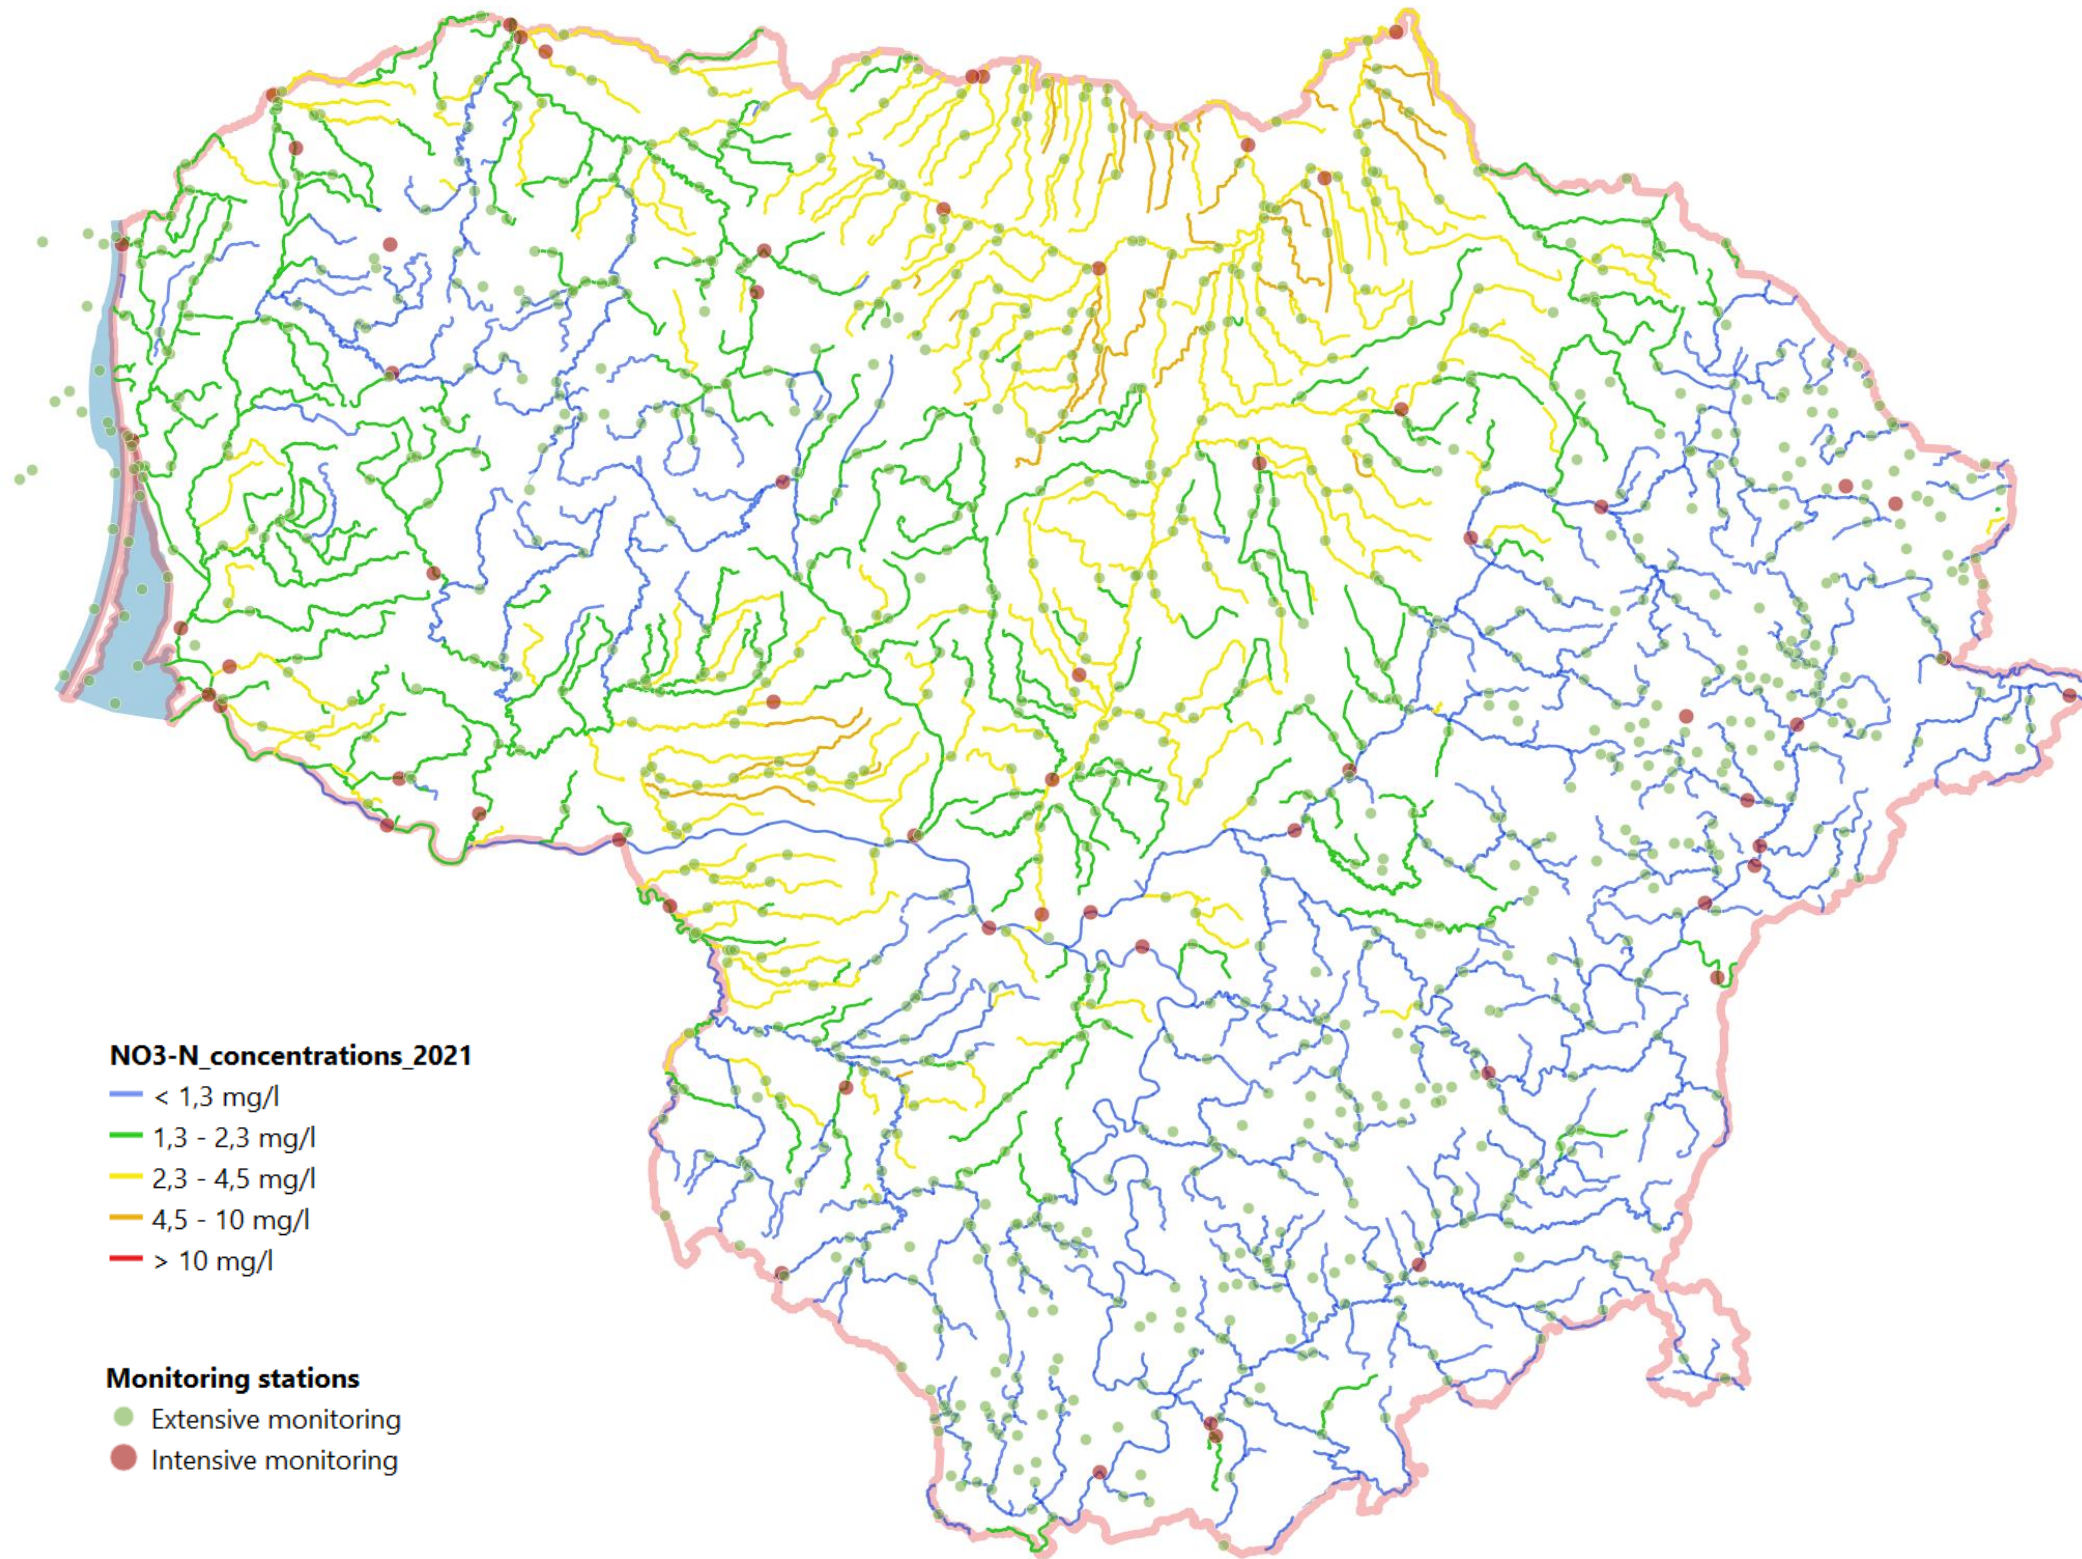 NO3-N_concentrations_2021
< 1,3 mg/l
1,3 - 2,3 mg/l
2,3 - 4,5 mg/l
4,5 - 10 mg/l
> 10 mg/l
Monitoring stations
Extensive monitoring
Intensive monitoring